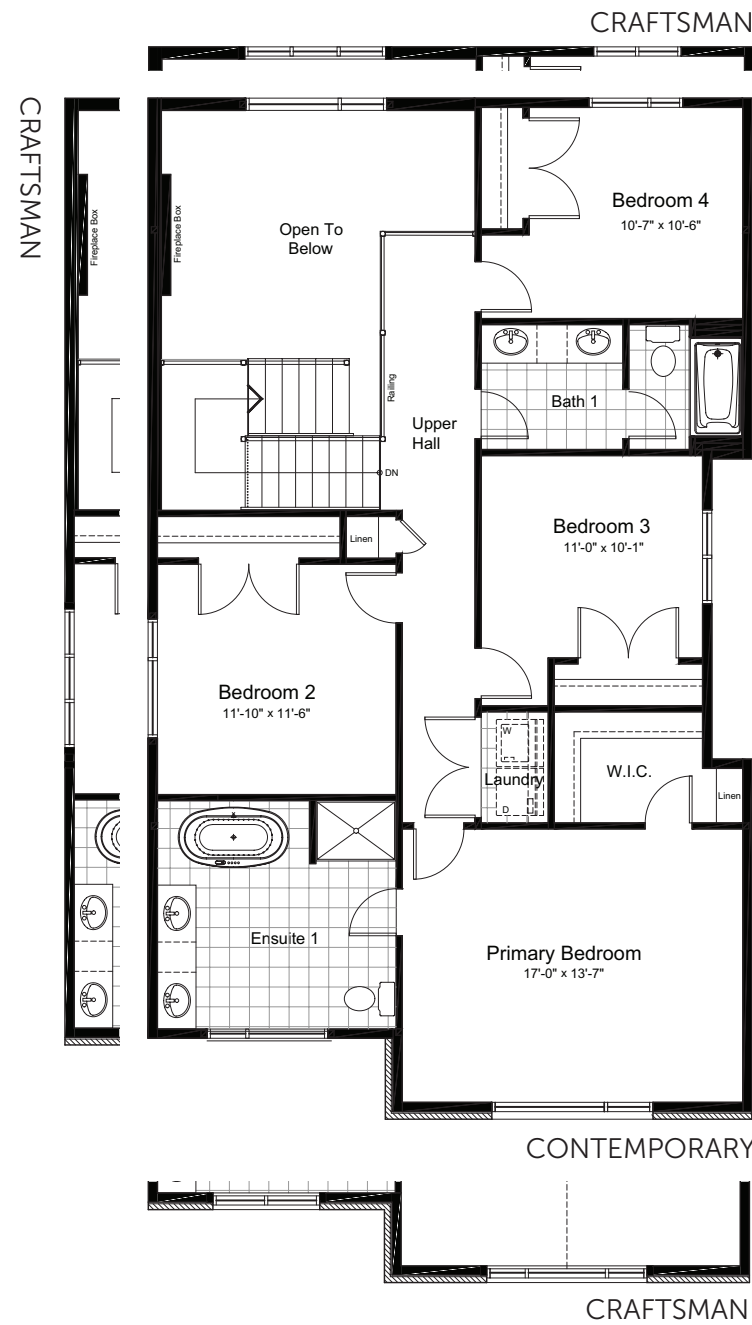 CRAFTSMAN
CRAFTSMAN
Fireplace Box
Fireplace Box
Open To
Below
Bedroom 4
10'-7" x 10'-6"
Railing
Bath 1
Upper
Hall
DN
Linen
Bedroom 3
11'-0" x 10'-1"
Bedroom 2
11'-10" x 11'-6"
W
Laundry
D
W.I.C.
Linen
Ensuite 1
Primary Bedroom
17'-0" x 13'-7"
CONTEMPORARY
CRAFTSMAN